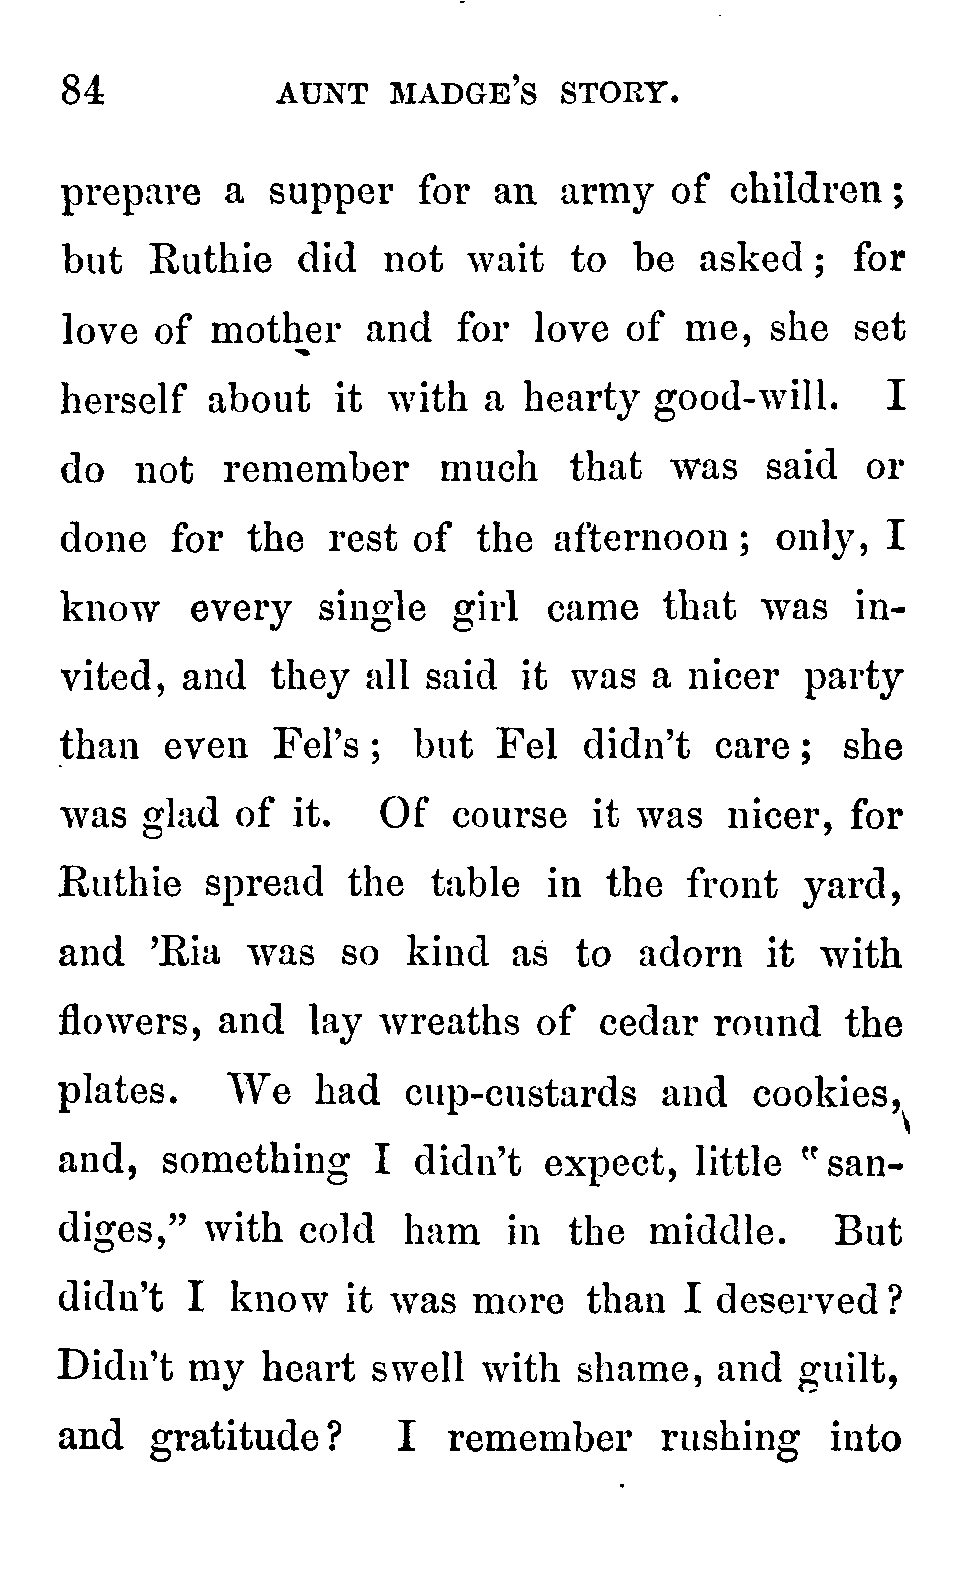 84 AUNT MADGE'S STORY.
prepare a supper for an army of children;
but Ruthie did not wait to be asked; for
love of mother and for love of me, she set
herself about it with a hearty good-will. I
do not remember much that was said or
done for the rest of the afternoon; only, I
know every single girl came that was in-
vited, and they all said it was a nicer party
than even Fel's; but Fel didn't care; she
was glad of it. Of course it was nicer, for
Ruthie spread the table in the front yard,
and 'Ria was so kind as to adorn it with
flowers, and lay wreaths of cedar round the
plates. We had cup-custards and cookies,
and, something I didn't expect, little "san-
diges," with cold ham in the middle. But
didn't I know it was more than I deserved?
Didn't my heart swell with shame, and guilt,
and gratitude? I remember rushing into